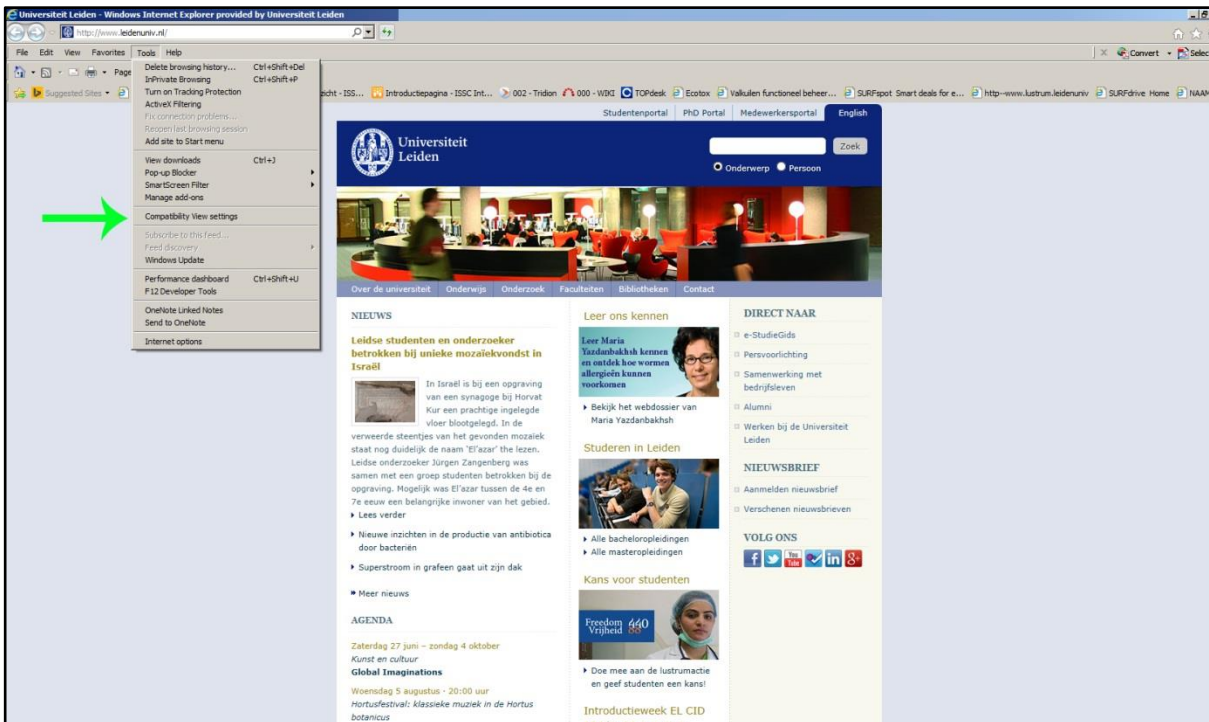 Universiteit Leiden - Windows Internet Explorer provided by Universiteit Leiden
http://www.leidenuniv.nl/
File Edit View Favorites Tools Help
Convert
Selec
Page
Delete browsing history... Ctrl+Shift+Del
InPrivate Browsing Ctrl+Shift+P
Turn on Tracking Protection
ActiveX Filtering
Fix connection problems...
Reopen last browsing session
Add site to Start menu
View downloads Ctrl+J
Pop-up Blocker
SmartScreen Filter
Manage add-ons
Compatibility View settings
Subscribe to this feed...
Feed discovery
Windows Update
Performance dashboard Ctrl+Shift+U
F12 Developer Tools
OneNote Linked Notes
Send to OneNote
Internet options
Suggested Sites
zicht - ISS... Introductiepagina - ISSC Int... 002 - Tridion 000 - WIKI TOPdesk Ecotox Valkuilen functioneel beheer... SURFspot Smart deals for e... http--www.lustrum.leidenuniv SURFdrive Home NAAM
Studentenportal PhD Portal Medewerkersportal English
Universiteit
Leiden
Zoek
Onderwerp Persoon
Over de universiteit Onderwijs Onderzoek Faculteiten Bibliotheken Contact
NIEUWS
Leidse studenten en onderzoeker
betrokken bij unieke mozaïekvondst in
Israël
In Israël is bij een opgraving
van een synagoge bij Horvat
Kur een prachtige ingelegde
vloer blootgelegd. In de
verweerde steentjes van het gevonden mozaïek
staat nog duidelijk de naam 'El'azar' the lezen.
Leidse onderzoeker Jürgen Zangenberg was
samen met een groep studenten betrokken bij de
opgraving. Mogelijk was El'azar tussen de 4e en
7e eeuw een belangrijke inwoner van het gebied.
Lees verder
Nieuwe inzichten in de productie van antibiotica
door bacteriën
Superstroom in grafeen gaat uit zijn dak
Meer nieuws
AGENDA
Zaterdag 27 juni – zondag 4 oktober
Kunst en cultuur
Global Imaginations
Woensdag 5 augustus - 20:00 uur
Hortusfestival: klassieke muziek in de Hortus
botanicus
Leer ons kennen
Leer Maria
Yazdanbakhsh kennen
en ontdek hoe wormen
allergieën kunnen
voorkomen
Bekijk het webdossier van
Maria Yazdanbakhsh
Studeren in Leiden
Alle bacheloropleidingen
Alle masteropleidingen
Kans voor studenten
Freedom
Vrijheid
440
Doe mee aan de lustrumactie
en geef studenten een kans!
Introductieweek EL CID
DIRECT NAAR
e-StudieGids
Persvoorlichting
Samenwerking met
bedrijfsleven
Alumni
Werken bij de Universiteit
Leiden
NIEUWSBRIEF
Aanmelden nieuwsbrief
Verschenen nieuwsbrieven
VOLG ONS
You
Tube